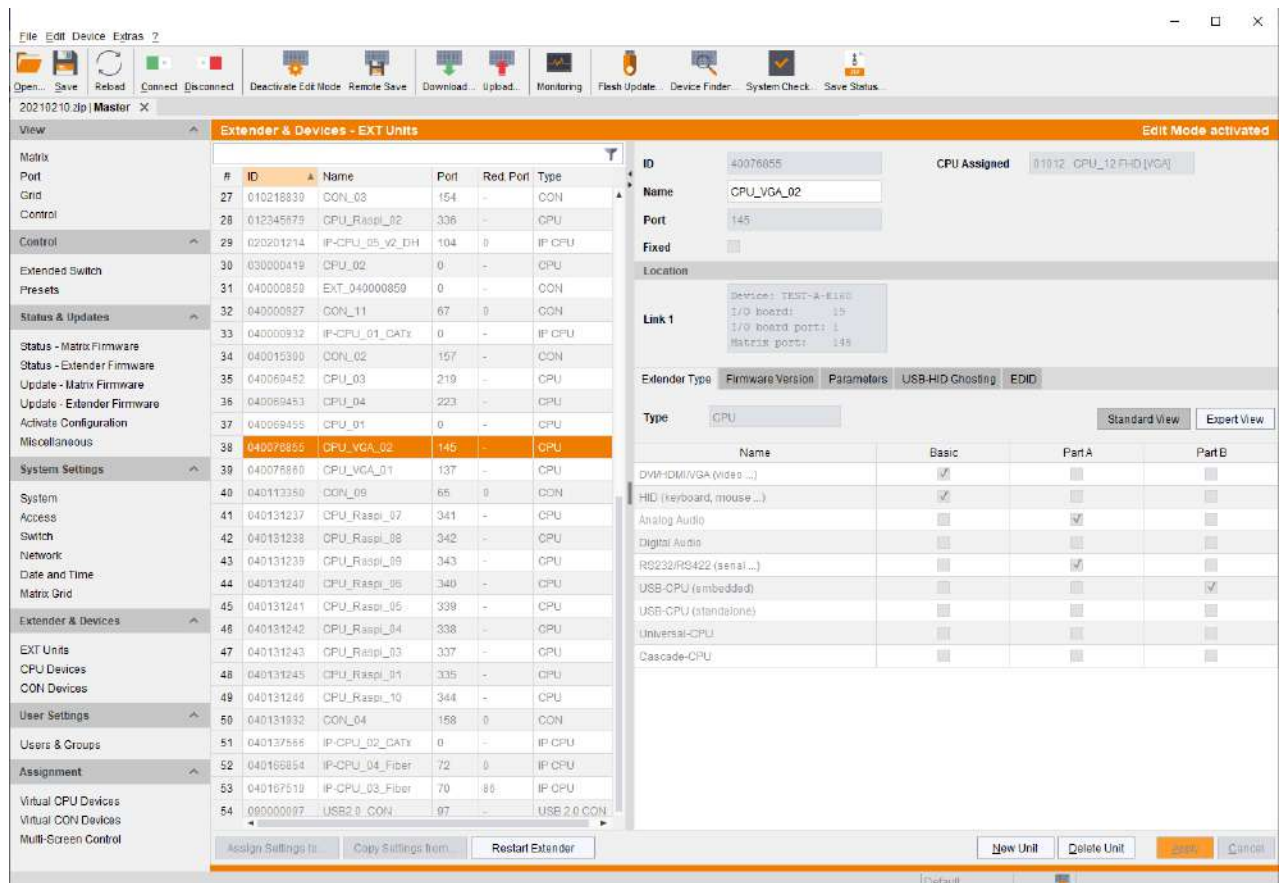 File Edit Device Extras ?
Open... Save Reload Connect Disconnect Deactivate Edit Mode Remote Save Download... Upload... Monitoring Flash Update... Device Finder... System Check... Save Status...
20210210.zip | Master X
View
Matrix
Port
Grid
Control
Control
Extended Switch
Presets
Status & Updates
Status - Matrix Firmware
Status - Extender Firmware
Update - Matrix Firmware
Update - Extender Firmware
Activate Configuration
Miscellaneous
System Settings
System
Access
Switch
Network
Date and Time
Matrix Grid
Extender & Devices
EXT Units
CPU Devices
CON Devices
User Settings
Users & Groups
Assignment
Virtual CPU Devices
Virtual CON Devices
Multi-Screen Control
Extender & Devices - EXT Units Edit Mode activated
# ID Name Port Red. Port Type
27 010218830 CON_03 154 - CON
28 012345679 CPU_Raspi_02 336 - CPU
29 020201214 IP-CPU_05_v2_DH 104 0 IP CPU
30 030000419 CPU_02 0 - CPU
31 040000859 EXT_040000859 0 - CON
32 040000927 CON_11 67 0 CON
33 040000932 IP-CPU_01_CATx 0 - IP CPU
34 040015390 CON_02 157 - CON
35 040069452 CPU_03 219 - CPU
36 040069453 CPU_04 223 - CPU
37 040069455 CPU_01 0 - CPU
38 040076855 CPU_VGA_02 145 - CPU
39 040076860 CPU_VGA_01 137 - CPU
40 040113350 CON_09 65 0 CON
41 040131237 CPU_Raspi_07 341 - CPU
42 040131238 CPU_Raspi_08 342 - CPU
43 040131239 CPU_Raspi_09 343 - CPU
44 040131240 CPU_Raspi_06 340 - CPU
45 040131241 CPU_Raspi_05 339 - CPU
46 040131242 CPU_Raspi_04 338 - CPU
47 040131243 CPU_Raspi_03 337 - CPU
48 040131245 CPU_Raspi_01 335 - CPU
49 040131246 CPU_Raspi_10 344 - CPU
50 040131932 CON_04 158 0 CON
51 040137566 IP-CPU_02_CATx 0 - IP CPU
52 040166854 IP-CPU_04_Fiber 72 0 IP CPU
53 040167519 IP-CPU_03_Fiber 70 86 IP CPU
54 090000097 USB2.0_CON 97 - USB 2.0 CON
Assign Settings to... Copy Settings from... Restart Extender
ID 40076855 CPU Assigned 01012 CPU_12 FHD [VGA]
Name CPU_VGA_02
Port 145
Fixed
Location
Link 1
Device: TEST-A-E160
I/O board: 19
I/O board port: 1
Matrix port: 145
Extender Type Firmware Version Parameters USB-HID Ghosting EDID
Type CPU Standard View Expert View
Name Basic Part A Part B
DVI/HDMI/VGA (video ...)
HID (keyboard, mouse ...)
Analog Audio
Digital Audio
RS232/RS422 (serial ...)
USB-CPU (embedded)
USB-CPU (standalone)
Universal-CPU
Cascade-CPU
New Unit Delete Unit Apply Cancel
Default